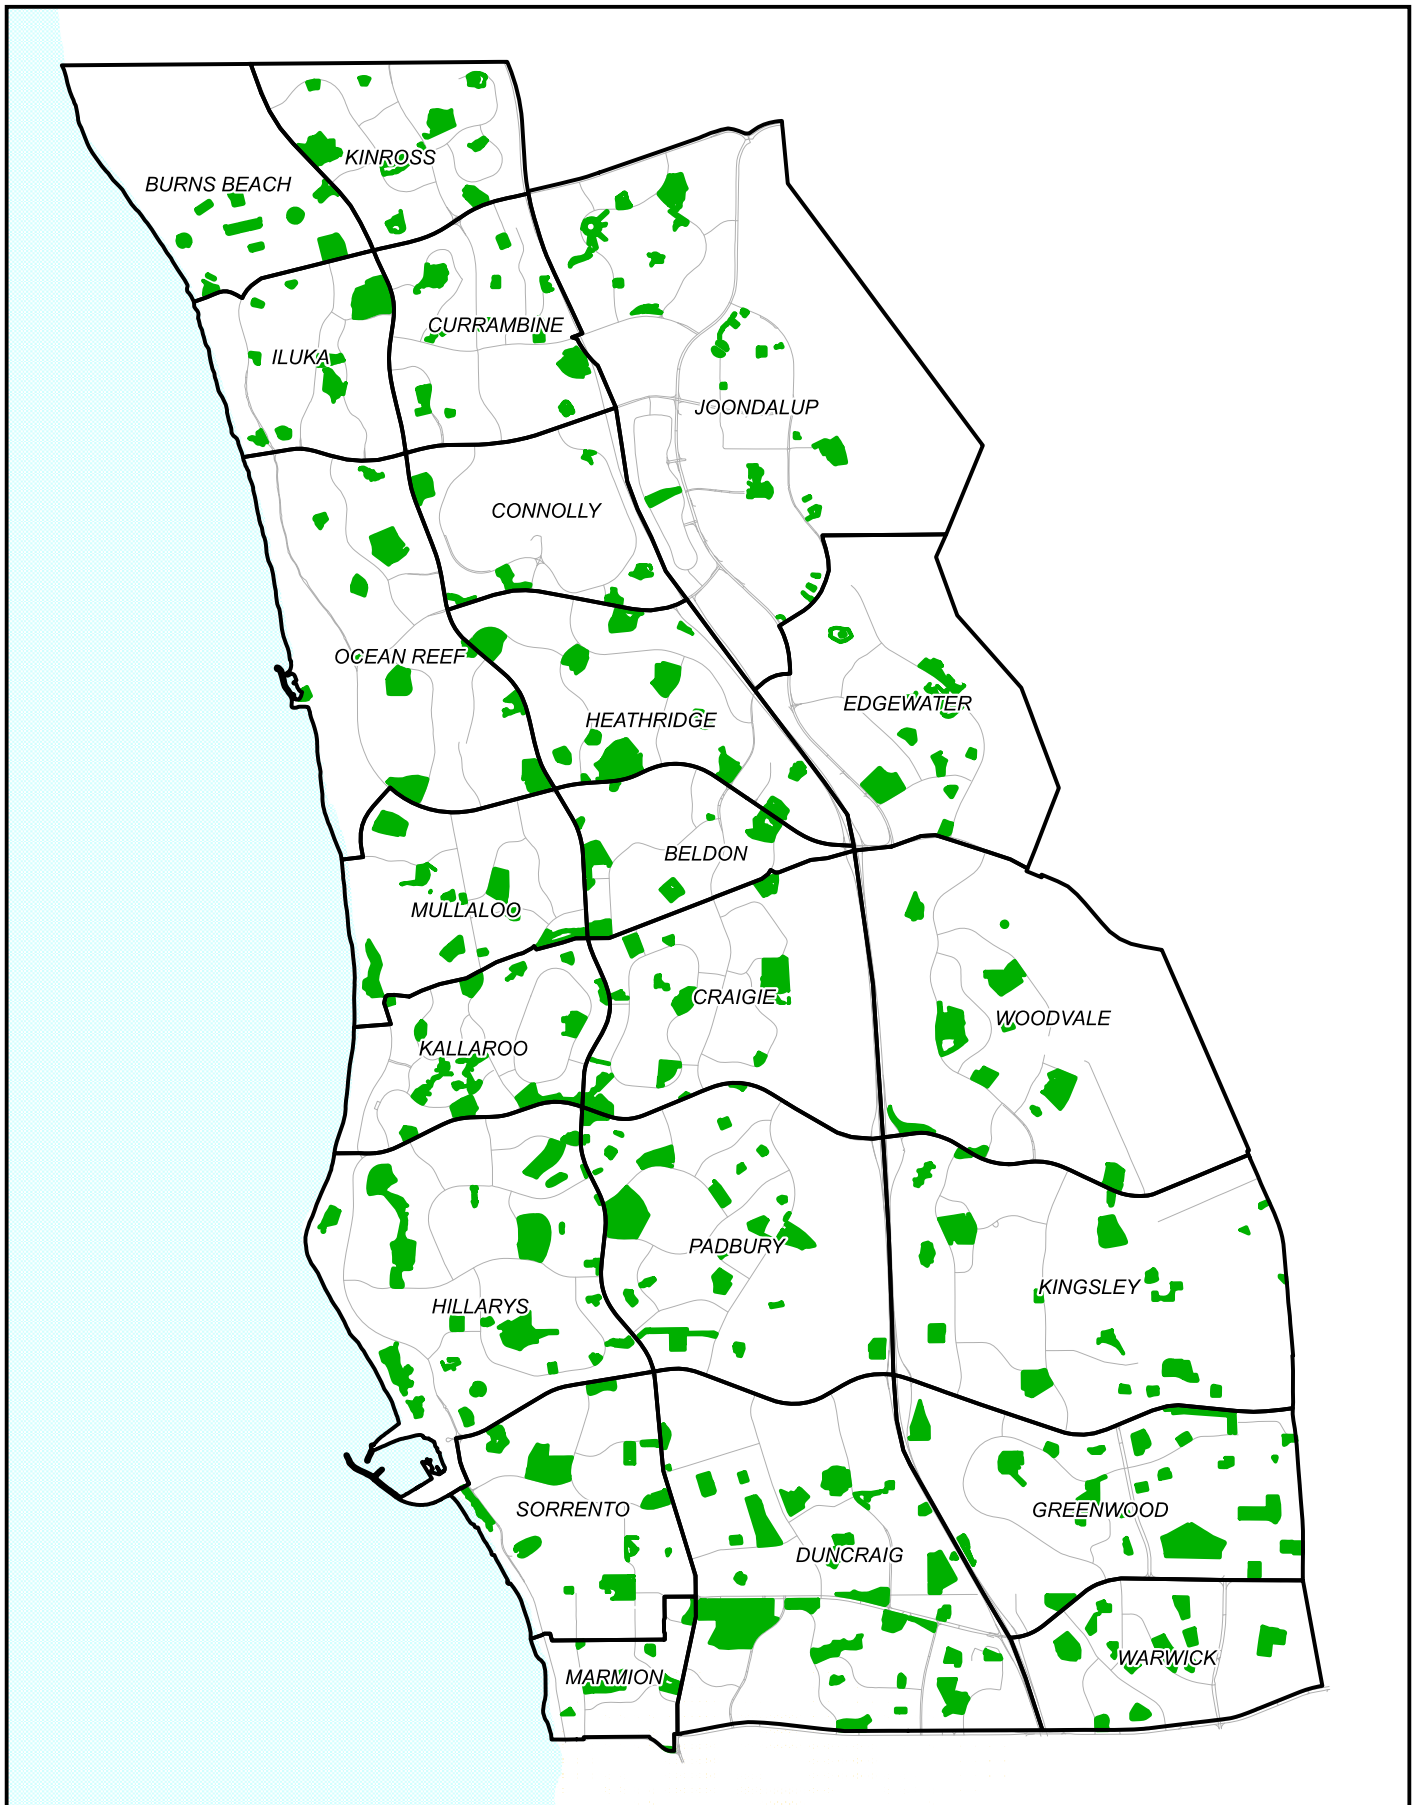 KINROSS
BURNS BEACH
CURRAMBINE
ILUKA
JOONDALUP
CONNOLLY
OCEAN REEF
EDGEWATER
HEATHRIDGE
BELDON
MULLALOO
CRAIGIE
WOODVALE
KALLAROO
PADBURY
KINGSLEY
HILLARYS
SORRENTO
GREENWOOD
DUNCRAIG
WARWICK
MARMION